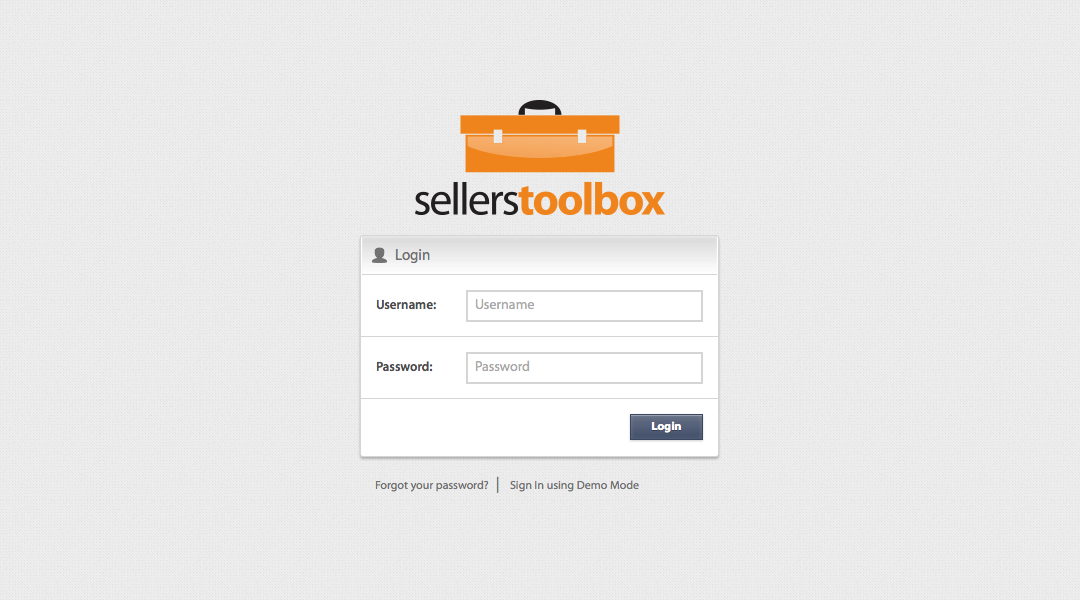 sellerstoolbox
Login
Username:
Username
Password:
Password
Login
Forgot your password? | Sign In using Demo Mode